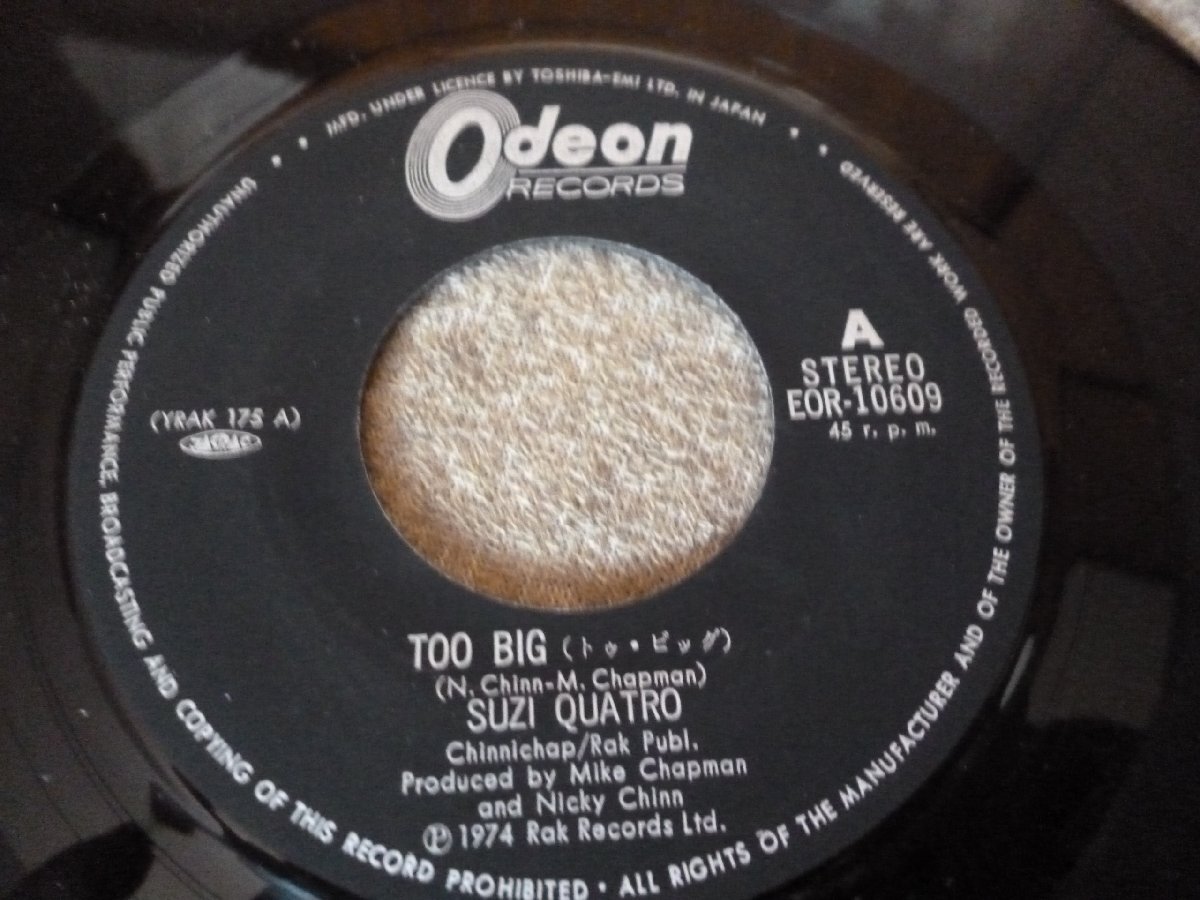 MFD. UNDER LICENCE BY TOSHIBA-EMI LTD. IN JAPAN
Odeon
RECORDS
A
STEREO
EOR-10609
45 r. p. m.
(YRAK 175 A)
TOO BIG (トゥ・ビッグ)
(N. Chinn-M. Chapman)
SUZI QUATRO
Chinnichap/Rak Publ.
Produced by Mike Chapman
and Nicky Chinn
Ⓟ 1974 Rak Records Ltd.
UNAUTHORIZED PUBLIC PERFORMANCE, BROADCASTING AND COPYING OF THIS RECORD PROHIBITED • ALL RIGHTS OF THE MANUFACTURER AND OF THE OWNER OF THE RECORDED WORK ARE RESERVED